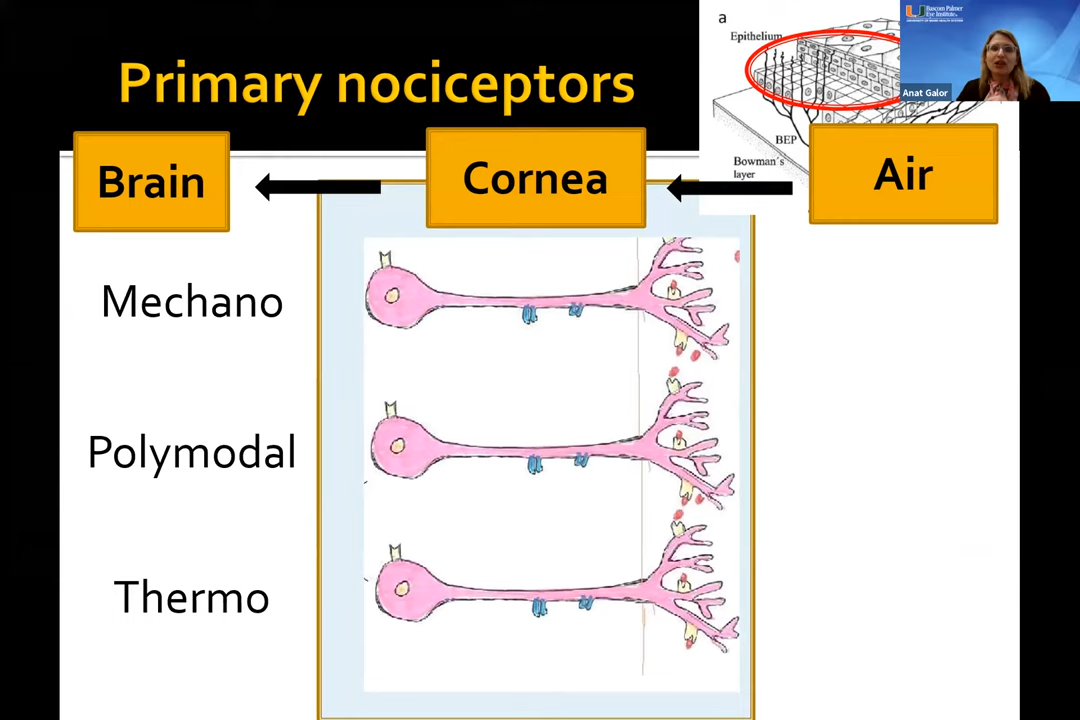 Primary nociceptors
a
Epithelium
BEP
Bowman´s
layer
Bascom Palmer
Eye Institute
Anat Galor
Brain
Cornea
Air
Mechano
Polymodal
Thermo